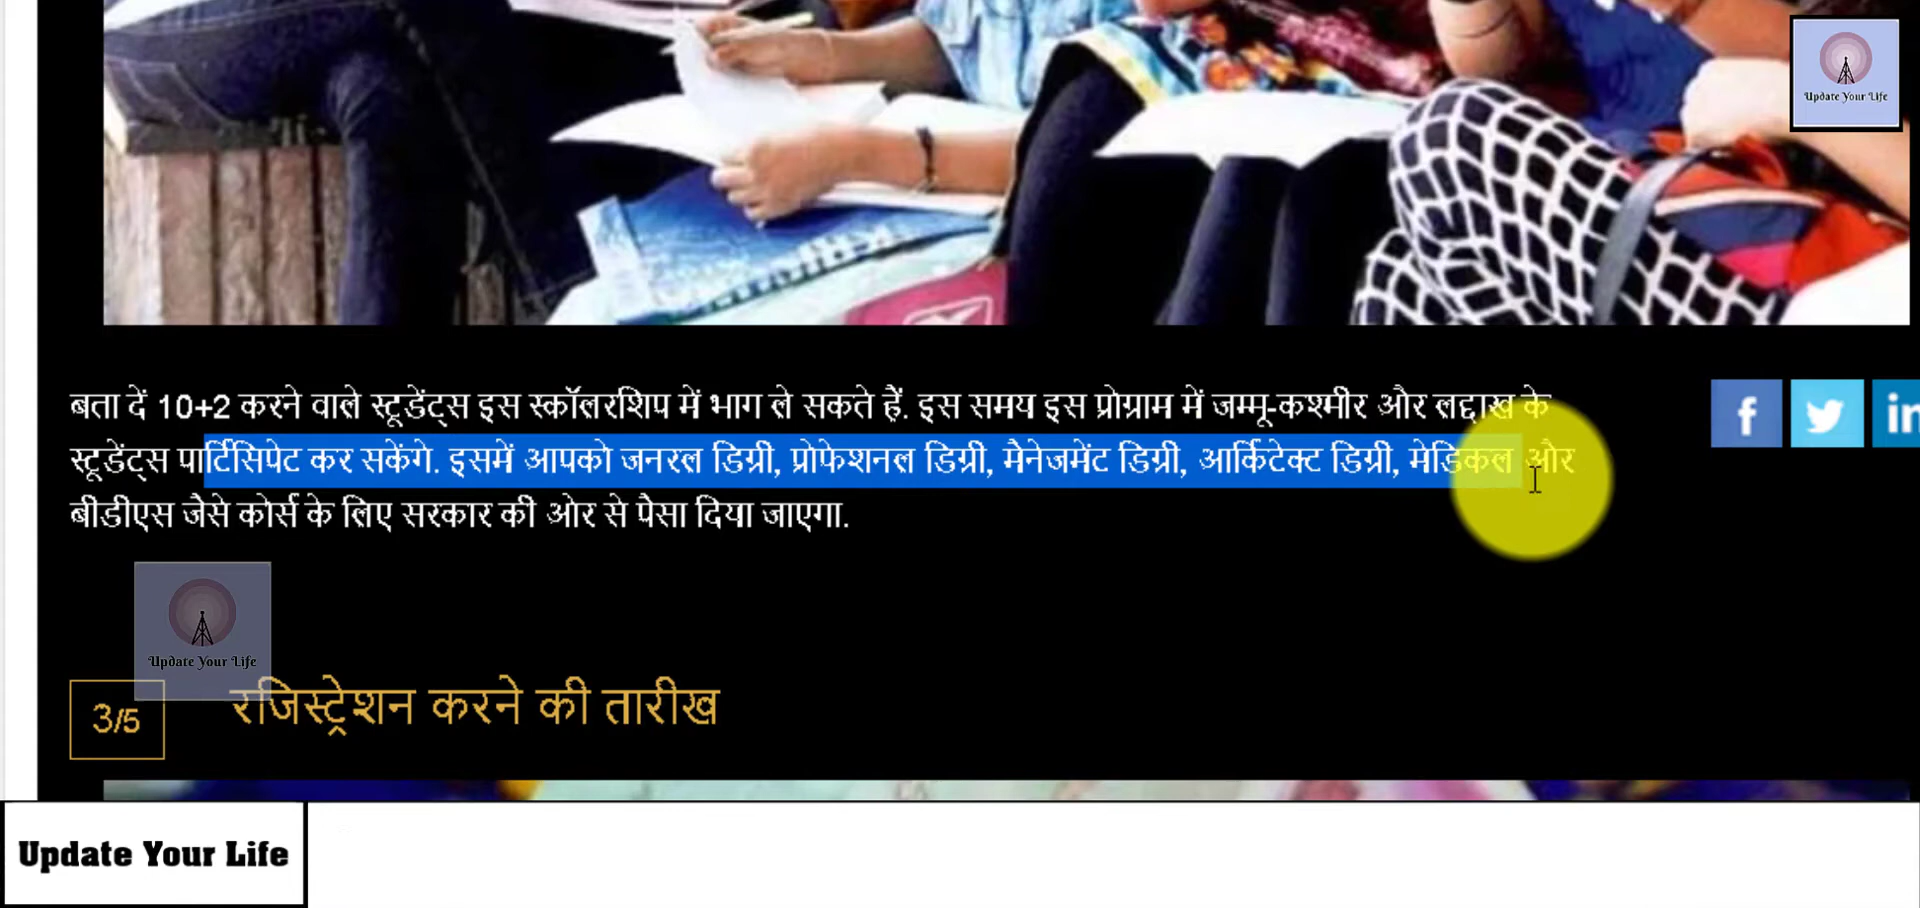 Update Your Life
बता दें 10+2 करने वाले स्टूडेंट्स इस स्कॉलरशिप में भाग ले सकते हैं. इस समय इस प्रोग्राम में जम्मू-कश्मीर और लद्दाख के
f
in
स्टूडेंट्स पार्टिसिपेट कर सकेंगे. इसमें आपको जनरल डिग्री, प्रोफेशनल डिग्री, मैनेजमेंट डिग्री, आर्किटेक्ट डिग्री, मेडिकल और
बीडीएस जैसे कोर्स के लिए सरकार की ओर से पैसा दिया जाएगा.
Update Your Life
3/5 रजिस्ट्रेशन करने की तारीख
Update Your Life